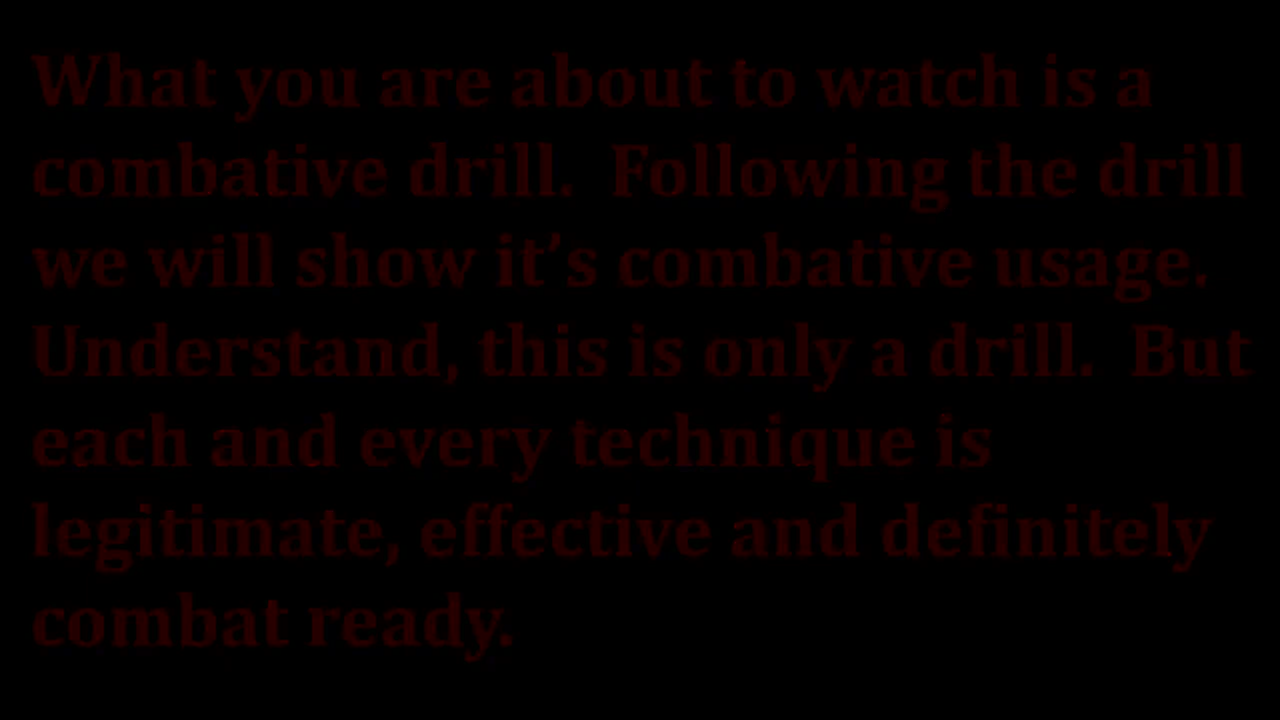 What you are about to watch is a
combative drill.  Following the drill
we will show it’s combative usage.
Understand, this is only a drill.  But
each and every technique is
legitimate, effective and definitely
combat ready.